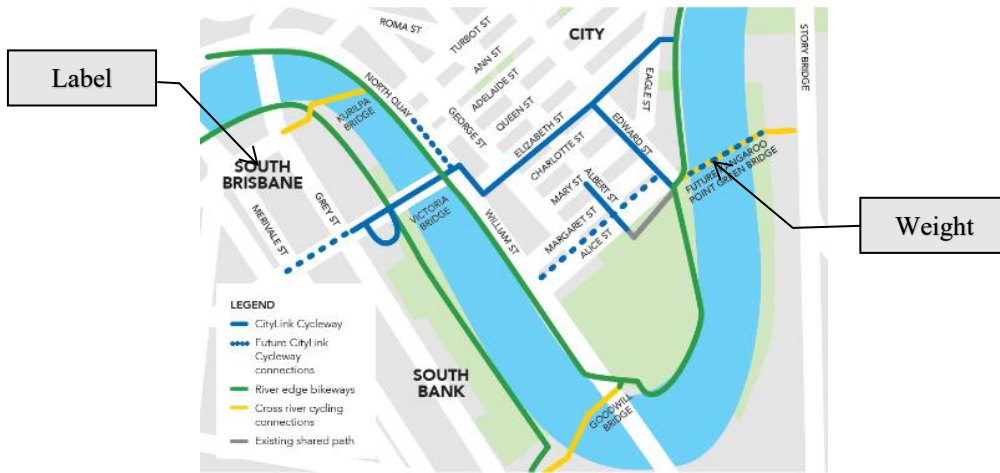 Label
Weight
ROMA ST
TURBOT ST
ANN ST
ADELAIDE ST
QUEEN ST
GEORGE ST
NORTH QUAY
CITY
EAGLE ST
STORY BRIDGE
KURILPA
BRIDGE
ELIZABETH ST
CHARLOTTE ST
EDWARD ST
MARY ST
ALBERT ST
MARGARET ST
ALICE ST
WILLIAM ST
VICTORIA
BRIDGE
SOUTH
BRISBANE
GREY ST
MERIVALE ST
FUTURE KANGAROO
POINT GREEN BRIDGE
SOUTH
BANK
GOODWILL
BRIDGE
LEGEND
CityLink Cycleway
Future CityLink
Cycleway
connections
River edge bikeways
Cross river cycling
connections
Existing shared path